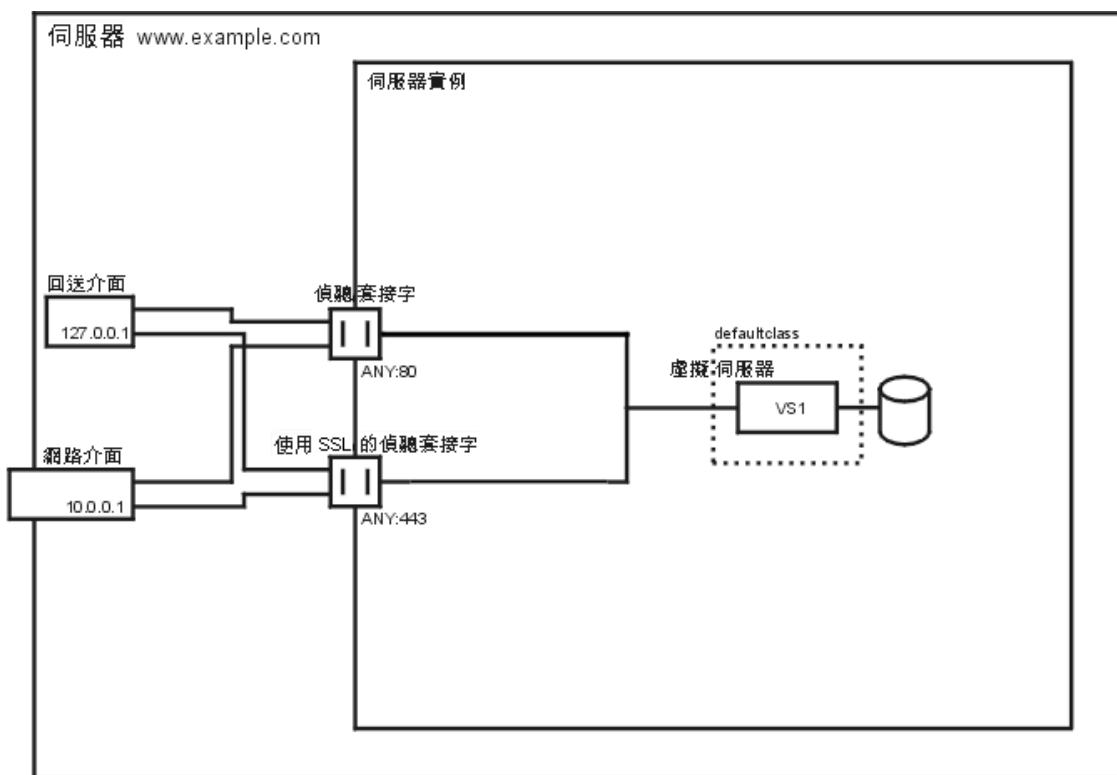 伺服器 www.example.com
伺服器實例
回送介面
127.0.0.1
偵聽套接字
ANY:80
defaultclass
虛擬伺服器
VS1
使用 SSL 的偵聽套接字
ANY:443
網路介面
10.0.0.1